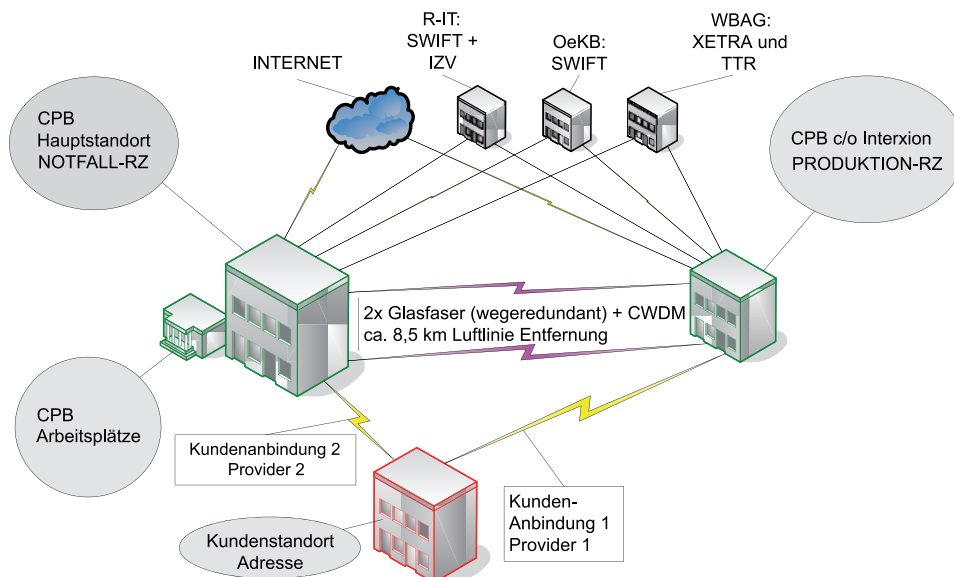 R-IT:
SWIFT +
IZV
WBAG:
XETRA und
TTR
OeKB:
SWIFT
INTERNET
CPB
Hauptstandort
NOTFALL-RZ
CPB c/o Interxion
PRODUKTION-RZ
2x Glasfaser (wegeredundant) + CWDM
ca. 8,5 km Luftlinie Entfernung
CPB
Arbeitsplätze
Kundenanbindung 2
Provider 2
Kunden-
Anbindung 1
Provider 1
Kundenstandort
Adresse